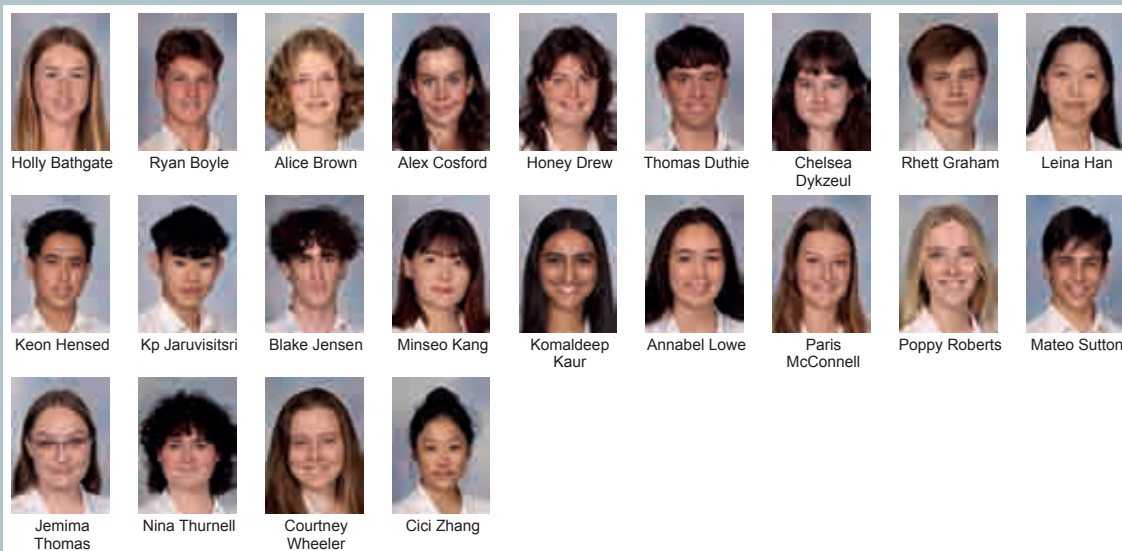 Holly Bathgate
Ryan Boyle
Alice Brown
Alex Cosford
Honey Drew
Thomas Duthie
Chelsea
Dykzeul
Rhett Graham
Leina Han
Keon Hensed
Kp Jaruvisitsri
Blake Jensen
Minseo Kang
Komaldeep
Kaur
Annabel Lowe
Paris
McConnell
Poppy Roberts
Mateo Sutton
Jemima
Thomas
Nina Thurnell
Courtney
Wheeler
Cici Zhang